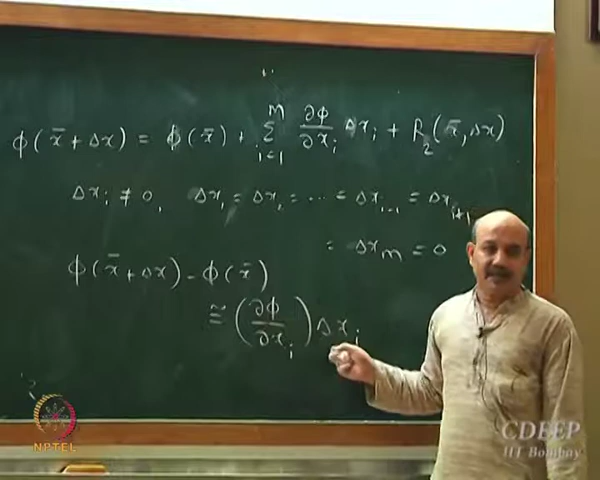 ϕ(x̄ + Δx) = ϕ(x̄) + Σ_{i=1}^{M} ∂ϕ/∂x_i Δx_i + R_2(x̄, Δx)
Δx_i ≠ 0, Δx_1 = Δx_2 = ··· = Δx_{i-1} = Δx_{i+1}
= Δx_m = 0
ϕ(x̄ + Δx) - ϕ(x̄)
≅ (∂ϕ/∂x_i) Δx_i
NPTEL
CDEEP
IIT Bombay